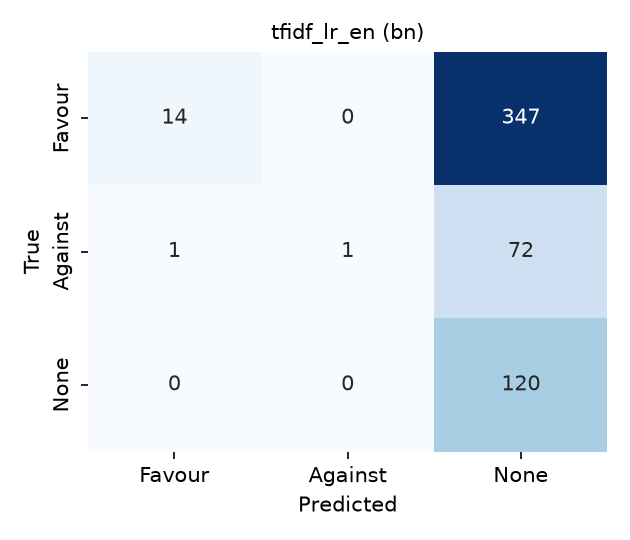 tfidf_lr_en (bn)
True
Favour
14 0 347
Against
1 1 72
None
0 0 120
Favour Against None
Predicted